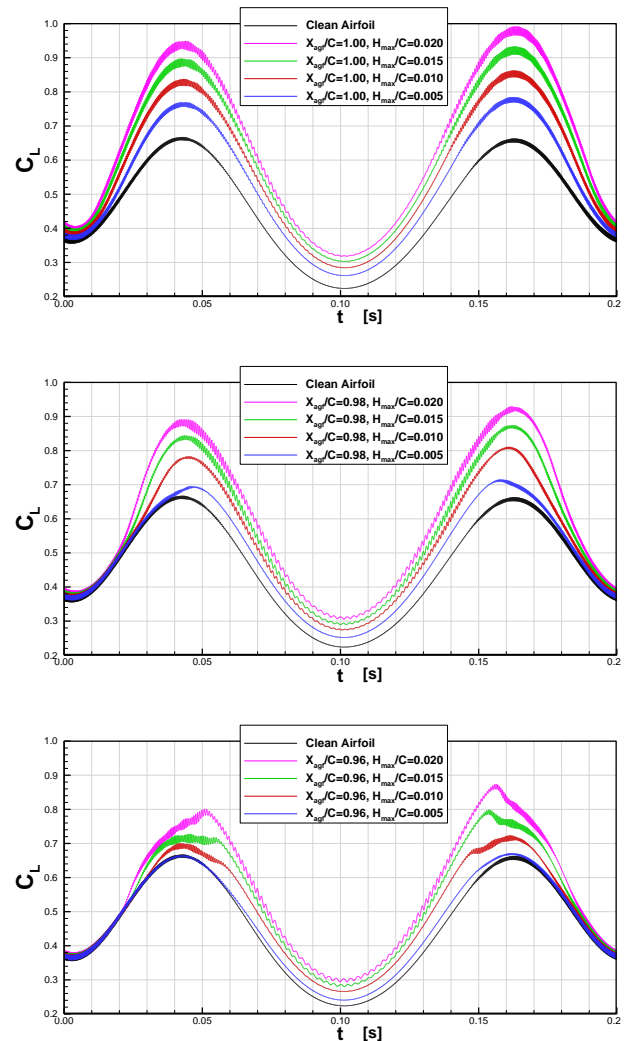 1.0
0.9
0.8
0.7
0.6
0.5
0.4
0.3
0.2
C_L
Clean Airfoil
X_agf/C=1.00, H_max/C=0.020
X_agf/C=1.00, H_max/C=0.015
X_agf/C=1.00, H_max/C=0.010
X_agf/C=1.00, H_max/C=0.005
0.00 0.05 0.10 0.15 0.2
t [s]
1.0
0.9
0.8
0.7
0.6
0.5
0.4
0.3
0.2
C_L
Clean Airfoil
X_agf/C=0.98, H_max/C=0.020
X_agf/C=0.98, H_max/C=0.015
X_agf/C=0.98, H_max/C=0.010
X_agf/C=0.98, H_max/C=0.005
0.00 0.05 0.10 0.15 0.2
t [s]
1.0
0.9
0.8
0.7
0.6
0.5
0.4
0.3
0.2
C_L
Clean Airfoil
X_agf/C=0.96, H_max/C=0.020
X_agf/C=0.96, H_max/C=0.015
X_agf/C=0.96, H_max/C=0.010
X_agf/C=0.96, H_max/C=0.005
0.00 0.05 0.10 0.15 0.2
t [s]